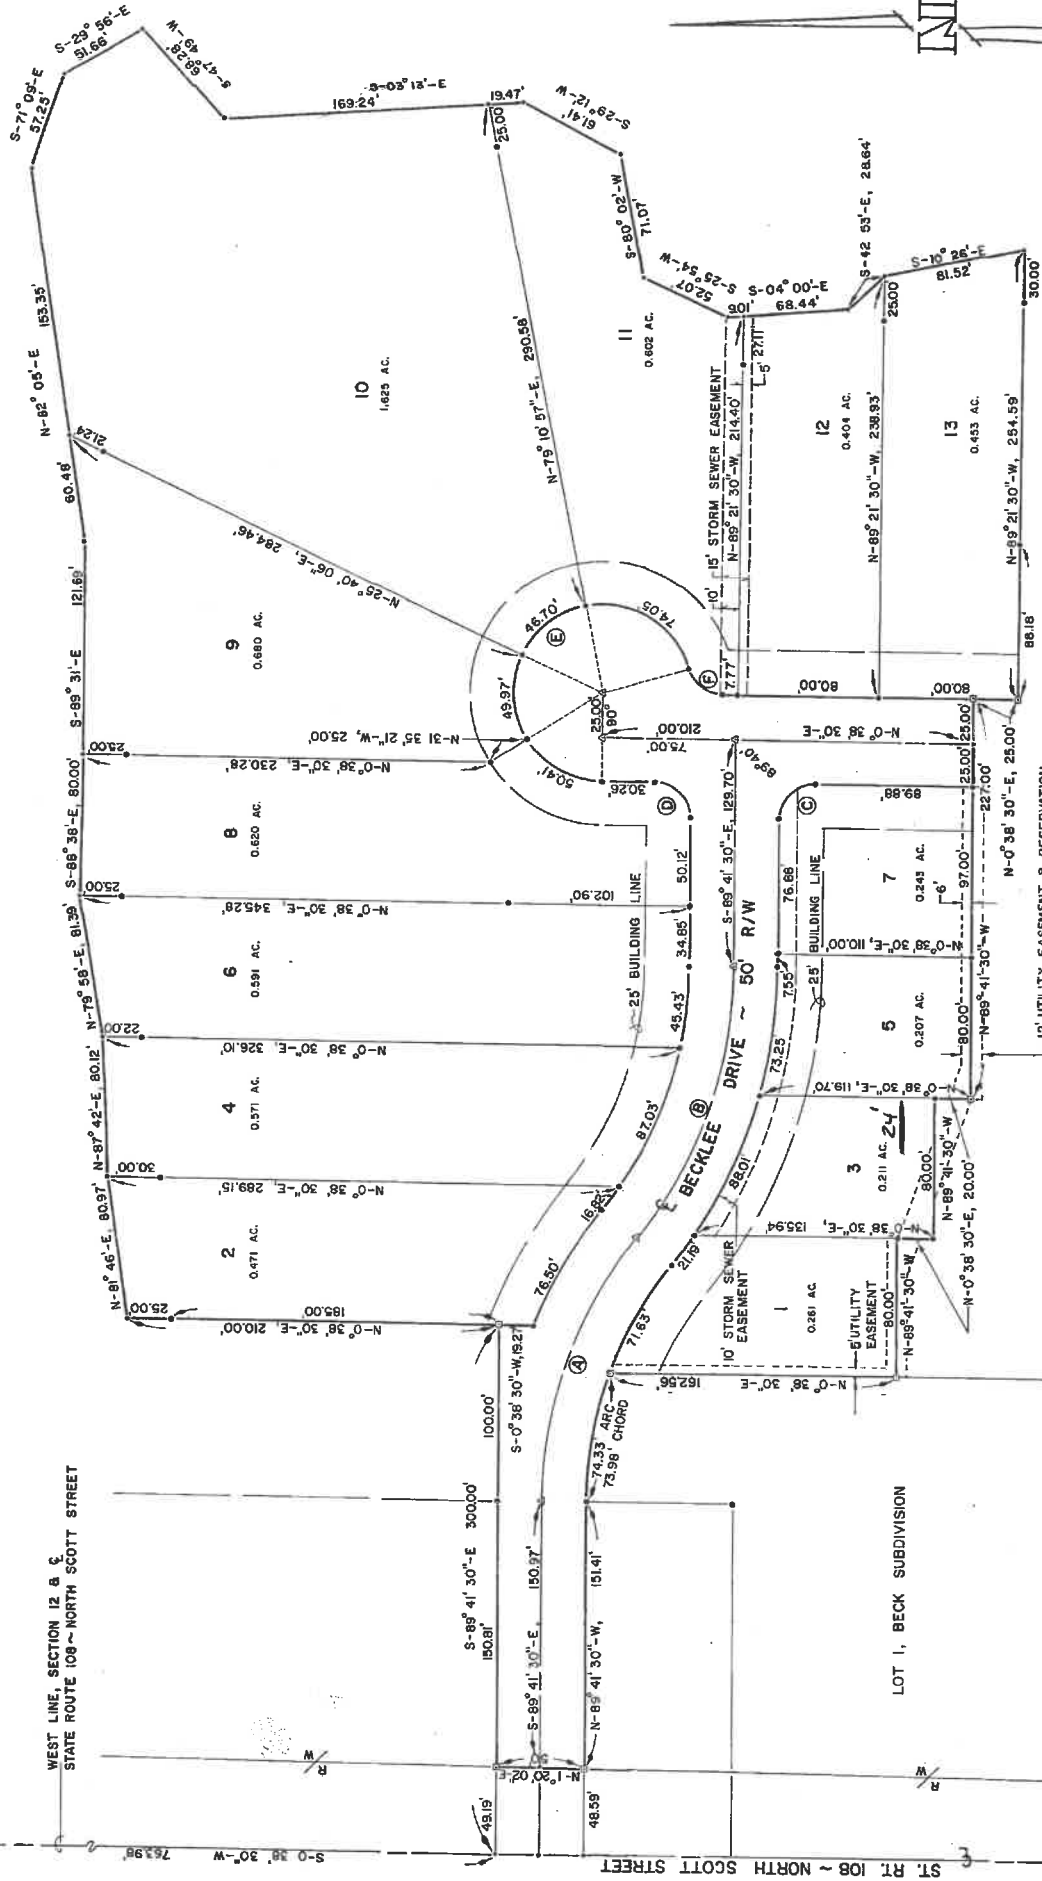 S-71° 09'-E
57.25'
S-29° 56'-E
51.66'
S-47° 49'-W
68.28'
N-82° 05'-E
153.35'
S-03° 13'-E
169.24'
19.47'
25.00'
S-29° 12'-W
61.41'
S-80° 02'-W
71.07'
S-25° 54'-W
52.07'
S-04° 00'-E
68.44'
S-42 53'-E, 28.64'
S-10° 26'-E
81.52'
30.00'
25.00'
60.48'
21.24'
121.69'
S-89° 31'-E
S-88° 38'-E, 80.00'
25.00'
25.00'
N-79° 58'-E, 81.39'
22.00'
N-87° 42'-E, 80.12'
30.00'
N-81° 46'-E, 80.97'
25.00'
10
1.625 AC.
11
0.602 AC.
12
0.404 AC.
13
0.453 AC.
9
0.680 AC.
8
0.620 AC.
6
0.591 AC.
4
0.571 AC.
2
0.471 AC.
7
0.245 AC.
5
0.207 AC.
3
0.211 AC.
24'
1
0.261 AC.
N-25° 40' 06"-E, 284.46'
N-79° 10' 57"-E, 290.58'
N-0° 38' 30"-E, 230.28'
N-31 35' 21"-W, 25.00'
N-0° 38' 30"-E, 345.28'
102.90'
N-0° 38' 30"-E, 326.10'
N-0° 38' 30"-E, 289.15'
N-0° 38' 30"-E, 210.00'
185.00'
46.70'
E
74.05'
49.97'
50.41'
25.00'
90°
30.26'
75.00'
210.00'
N-0° 38' 30"-E
7.77'
F
D
C
15' STORM SEWER EASEMENT
10'
N-89° 21' 30"-W, 214.40'
5'
27.11'
N-89° 21' 30"-W, 238.93'
N-89° 21' 30"-W, 254.59'
80.00'
80.00'
88.18'
89° 40'
S-89° 41' 30"-E, 129.70'
50.12'
34.85'
45.43'
87.03'
16.82'
76.50'
25' BUILDING LINE
BECKLEE DRIVE ~ 50' R/W
B
A
89.88'
76.88'
7.55'
73.25'
88.01'
21.19'
71.63'
25' BUILDING LINE
N-0° 38' 30"-E, 110.00'
N-0° 38' 30"-E, 119.70'
N-0° 38' 30"-E, 135.94'
N-0° 38' 30"-E
162.56'
6'
97.00'
80.00'
25.00'
25.00'
227.00'
N-89°-41'-30"-W
N-0° 38' 30"-E, 25.00'
80.00'
N-89° 41'-30"-W
N-0° 38' 30"-E, 20.00'
10' STORM SEWER
EASEMENT
5' UTILITY
EASEMENT
80.00'
N-89° 41'-30"-W
74.33' ARC
73.98' CHORD
S-0° 38' 30"-W, 19.27'
100.00'
300.00'
S-89° 41' 30"-E
150.81'
S-89° 41' 30"-E, 150.97'
N-89° 41' 30"-W, 151.41'
N-1° 20' 02"-E
50'
49.19'
48.59'
WEST LINE, SECTION 12 & ℄
STATE ROUTE 108 ~ NORTH SCOTT STREET
R/W
R/W
S-0 38' 30"-W 763.98'
ST. RT. 108 ~ NORTH SCOTT STREET
LOT 1, BECK SUBDIVISION